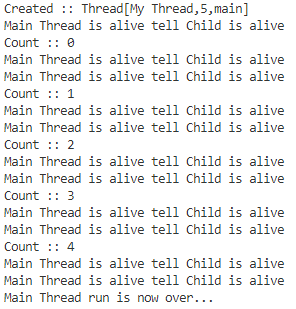 Created :: Thread[My Thread,5,main]
Main Thread is alive tell Child is alive
Count :: 0
Main Thread is alive tell Child is alive
Main Thread is alive tell Child is alive
Count :: 1
Main Thread is alive tell Child is alive
Main Thread is alive tell Child is alive
Count :: 2
Main Thread is alive tell Child is alive
Main Thread is alive tell Child is alive
Count :: 3
Main Thread is alive tell Child is alive
Main Thread is alive tell Child is alive
Count :: 4
Main Thread is alive tell Child is alive
Main Thread is alive tell Child is alive
Main Thread run is now over...